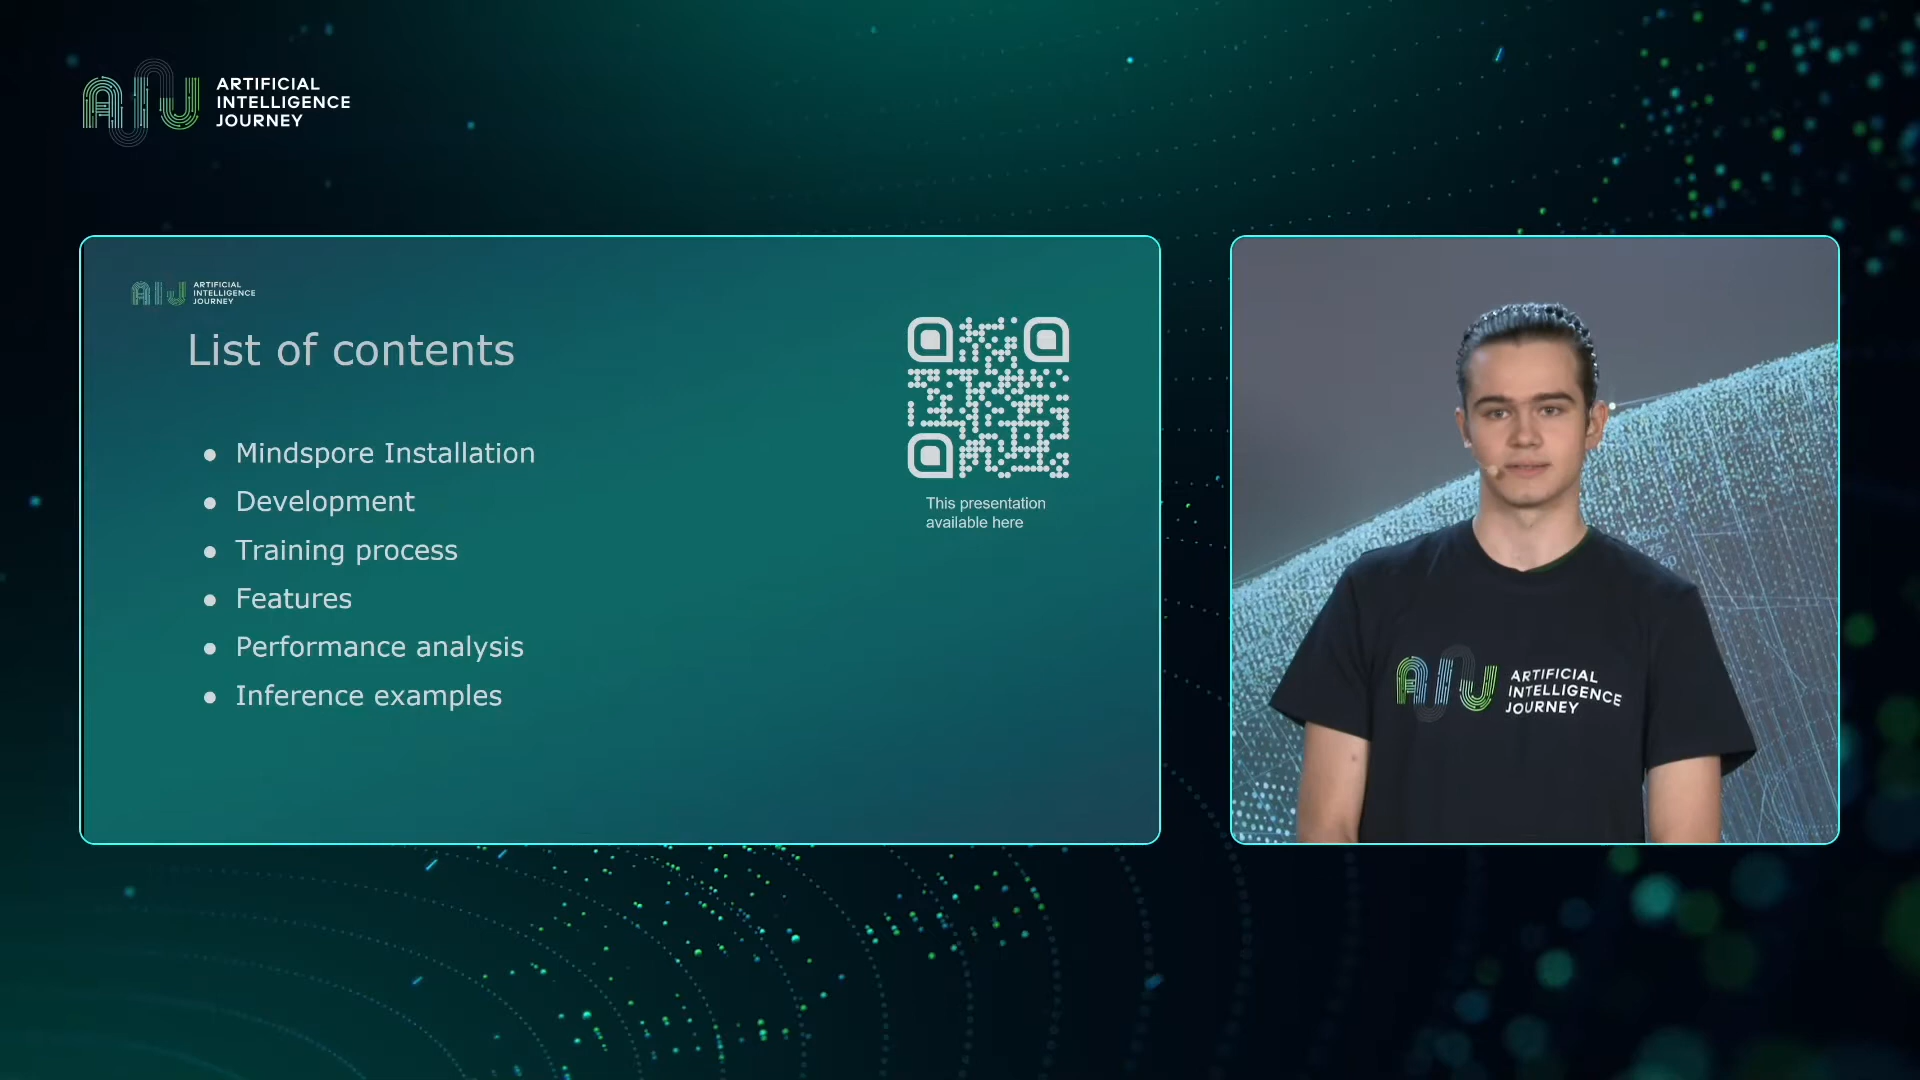 ARTIFICIAL
INTELLIGENCE
JOURNEY
ARTIFICIAL
INTELLIGENCE
JOURNEY
List of contents
Mindspore Installation
Development
Training process
Features
Performance analysis
Inference examples
This presentation
available here
ARTIFICIAL
INTELLIGENCE
JOURNEY